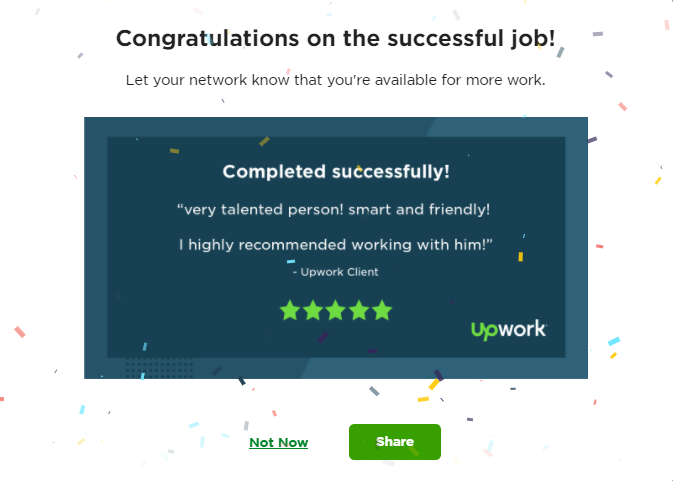 Congratulations on the successful job!
Let your network know that you're available for more work.
Completed successfully!
“very talented person! smart and friendly!
I highly recommended working with him!”
- Upwork Client
upwork
Not Now
Share